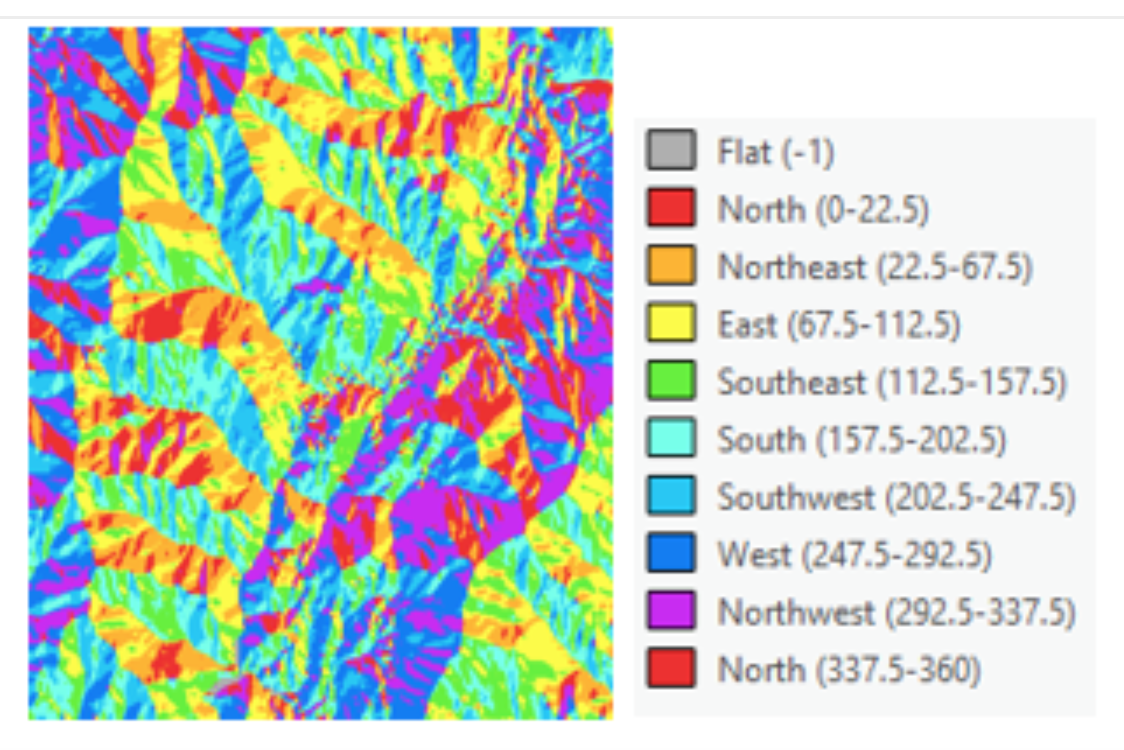 Flat (-1)
North (0-22.5)
Northeast (22.5-67.5)
East (67.5-112.5)
Southeast (112.5-157.5)
South (157.5-202.5)
Southwest (202.5-247.5)
West (247.5-292.5)
Northwest (292.5-337.5)
North (337.5-360)